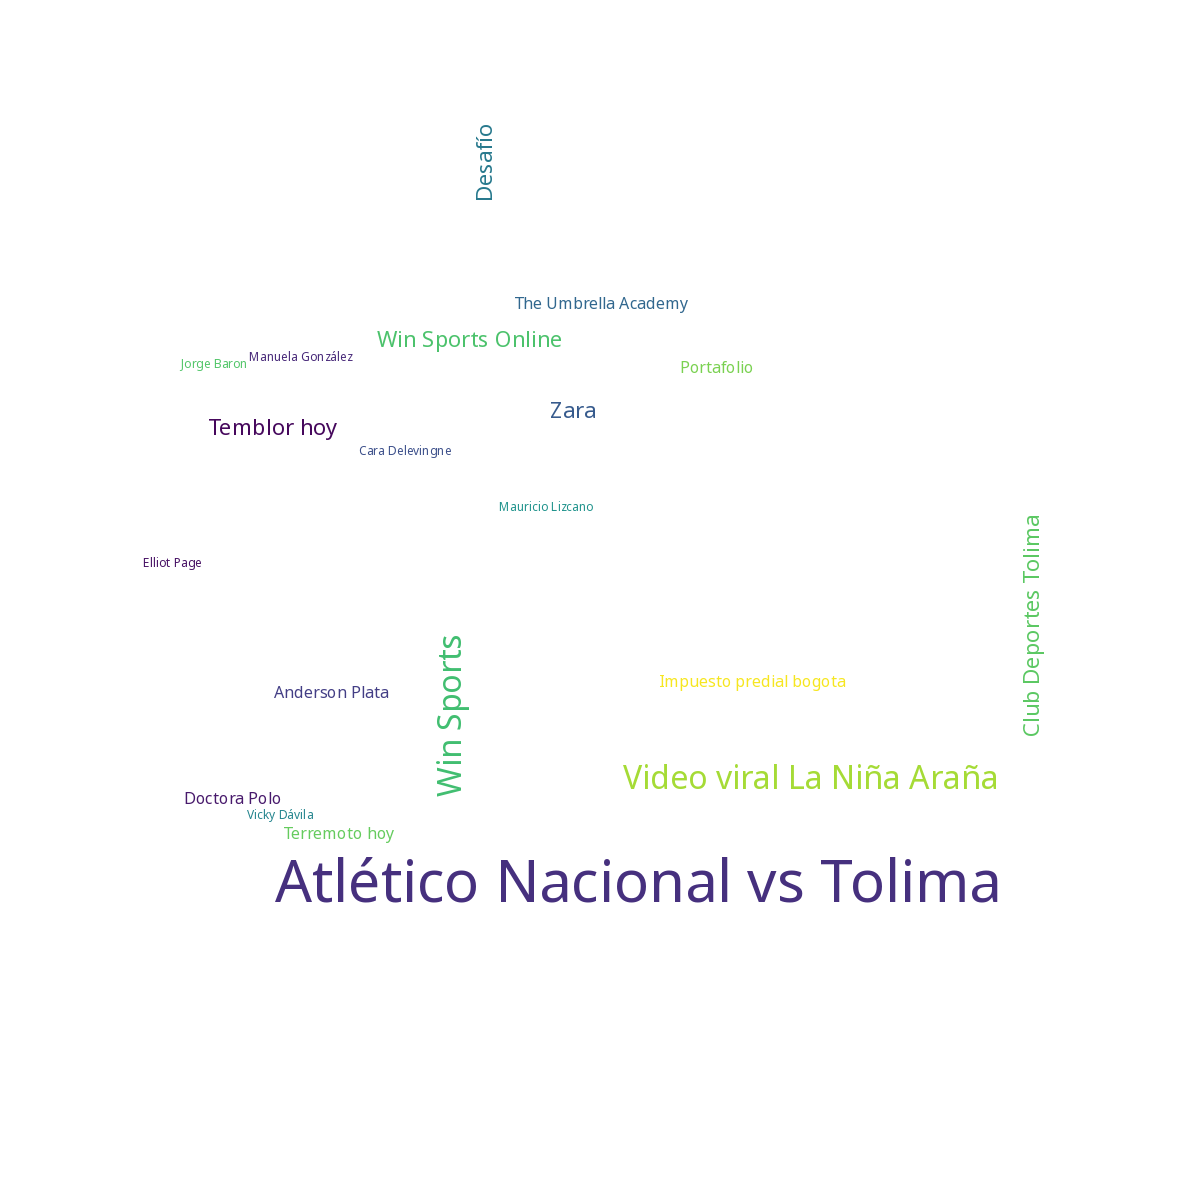 Desafío
The Umbrella Academy
Win Sports Online
Manuela González
Jorge Baron
Portafolio
Zara
Temblor hoy
Cara Delevingne
Mauricio Lizcano
Elliot Page
Club Deportes Tolima
Win Sports
Impuesto predial bogota
Anderson Plata
Video viral La Niña Araña
Doctora Polo
Vicky Dávila
Terremoto hoy
Atlético Nacional vs Tolima